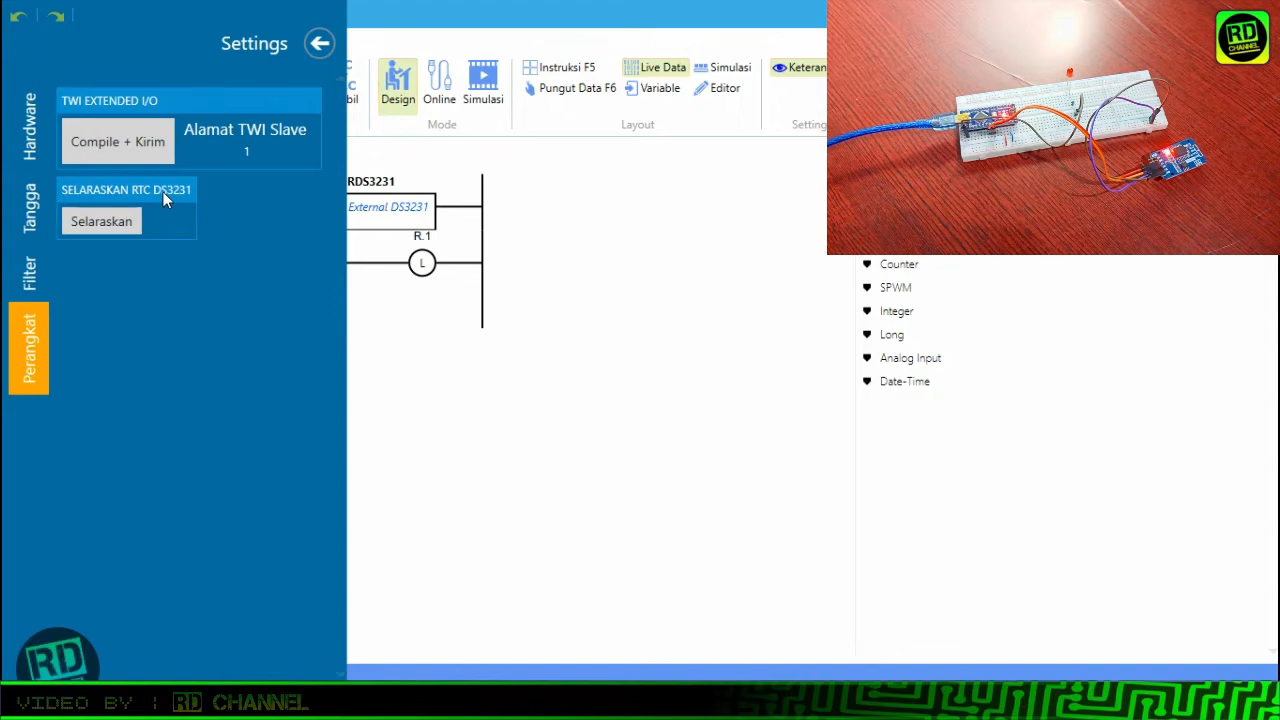 Settings
Hardware
Tangga
Filter
Perangkat
TWI EXTENDED I/O
Compile + Kirim
Alamat TWI Slave
1
SELARASKAN RTC DS3231
Selaraskan
Design
Online
Simulasi
Mode
Instruksi F5
Pungut Data F6
Live Data
Variable
Simulasi
Editor
Layout
Keteran
Setting
RDS3231
External DS3231
R.1
L
Counter
SPWM
Integer
Long
Analog Input
Date-Time
RD
CHANNEL
RD
VIDEO BY : RD CHANNEL